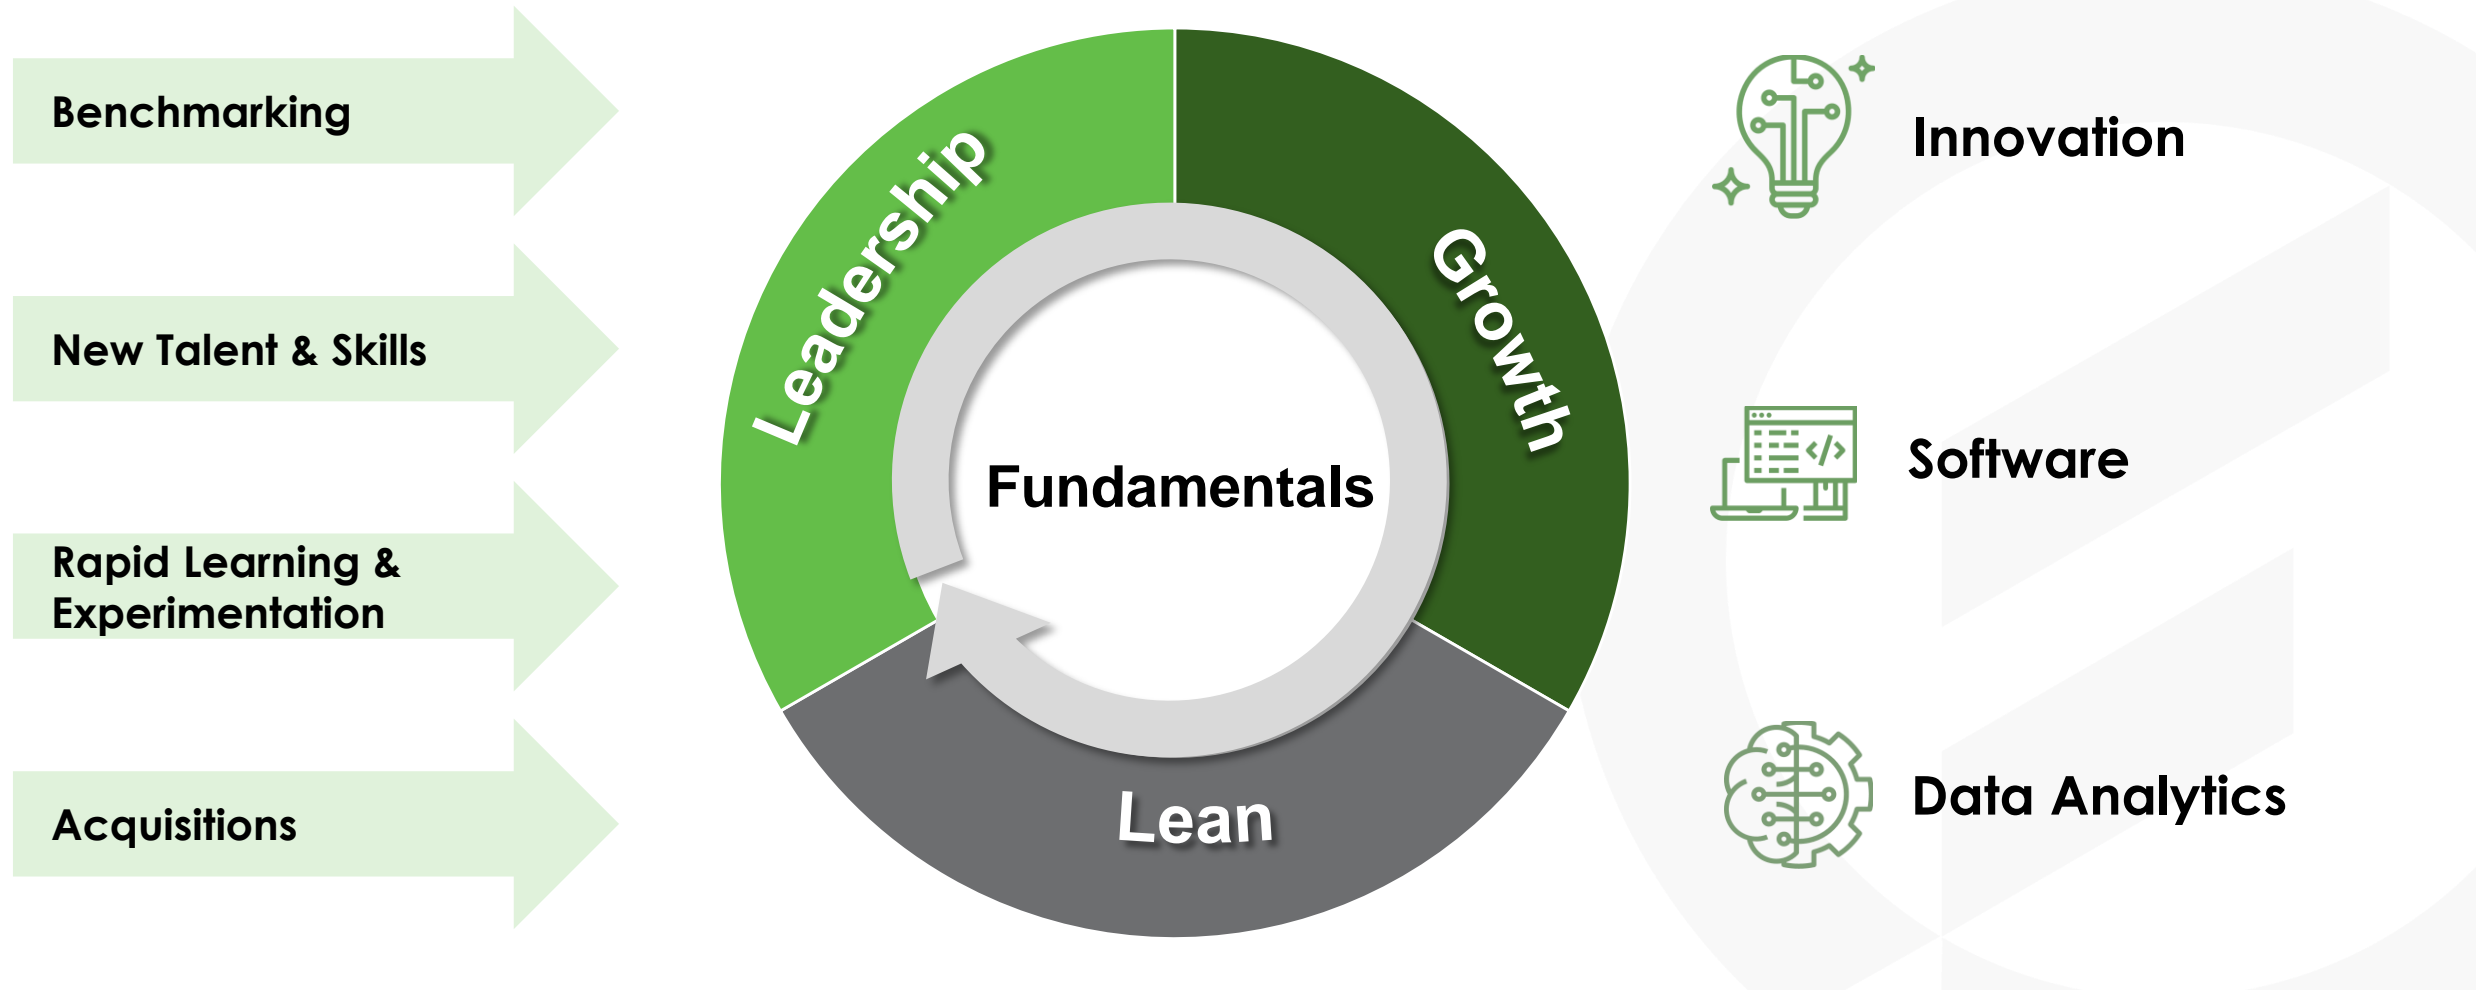 Benchmarking
New Talent & Skills
Rapid Learning &
Experimentation
Acquisitions
Leadership
Growth
Fundamentals
Lean
Innovation
Software
</>
Data Analytics